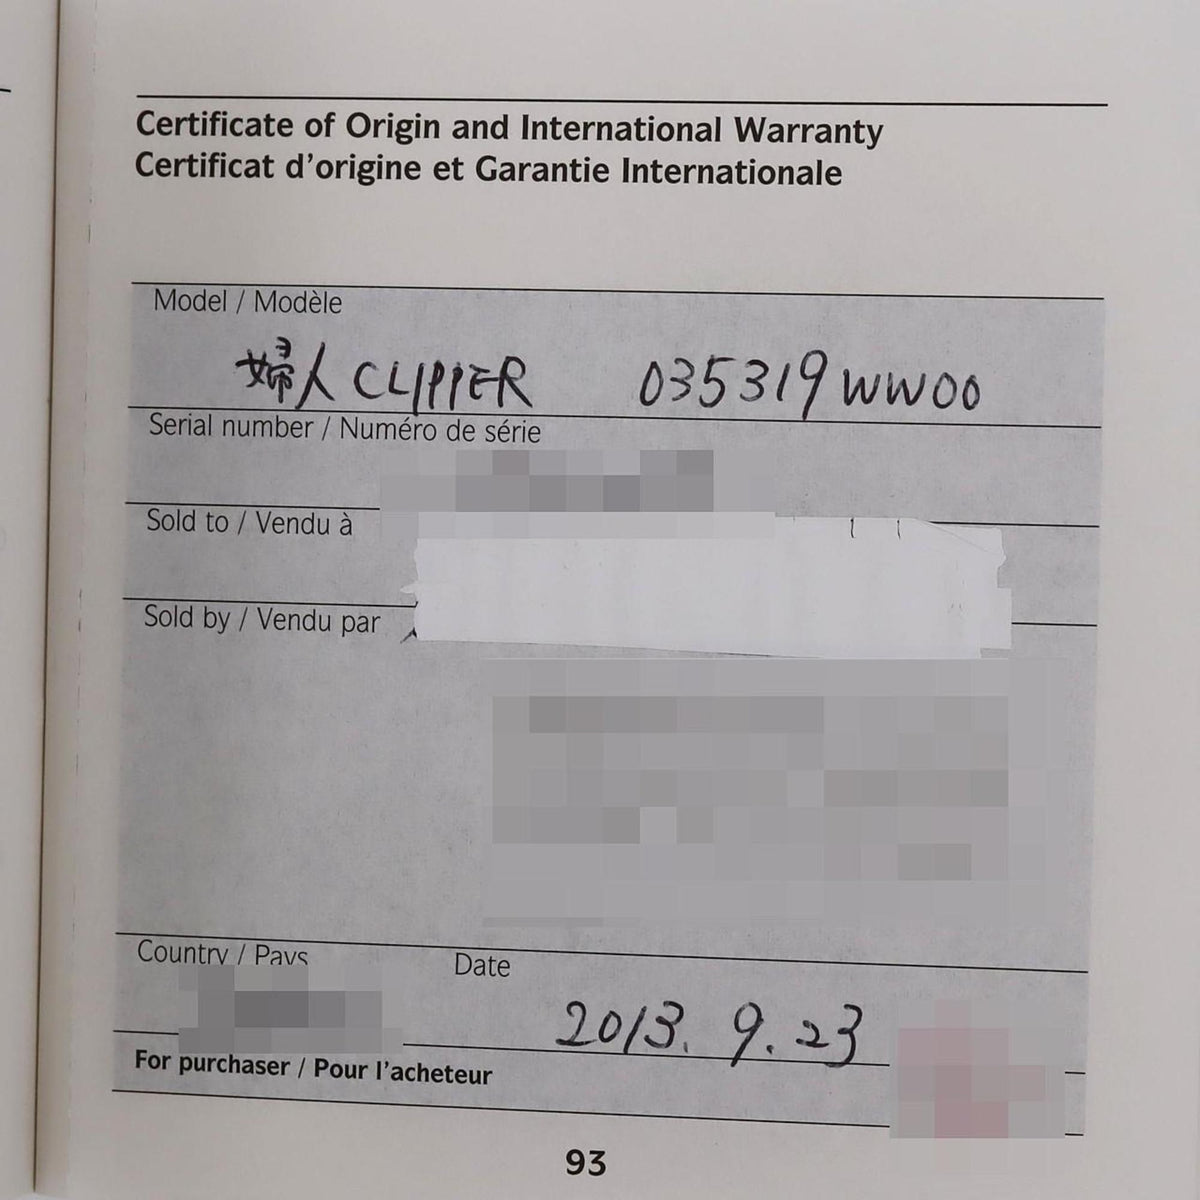 Certificate of Origin and International Warranty
Certificat d'origine et Garantie Internationale
Model / Modèle
婦人 CLIPPER 035319WW00
Serial number / Numéro de série
Sold to / Vendu à
Sold by / Vendu par
Country / Pays
Date
2013. 9. 23
For purchaser / Pour l'acheteur
93